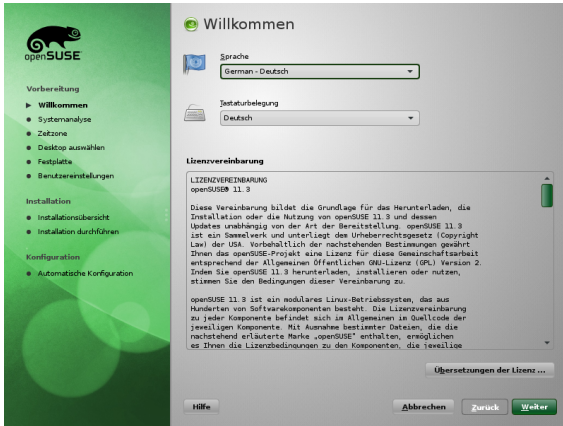 openSUSE
Vorbereitung
Willkommen
Systemanalyse
Zeitzone
Desktop auswählen
Festplatte
Benutzereinstellungen
Installation
Installationsübersicht
Installation durchführen
Konfiguration
Automatische Konfiguration
Willkommen
Sprache
German - Deutsch
Tastaturbelegung
Deutsch
Lizenzvereinbarung
LIZENZVEREINBARUNG
openSUSE® 11.3
Diese Vereinbarung bildet die Grundlage für das Herunterladen, die
Installation oder die Nutzung von openSUSE 11.3 und dessen
Updates unabhängig von der Art der Bereitstellung. openSUSE 11.3
ist ein Sammelwerk und unterliegt dem Urheberrechtsgesetz (Copyright
Law) der USA. Vorbehaltlich der nachstehenden Bestimmungen gewährt
Ihnen das openSUSE-Projekt eine Lizenz für diese Gemeinschaftsarbeit
entsprechend der Allgemeinen Öffentlichen GNU-Lizenz (GPL) Version 2.
Indem Sie openSUSE 11.3 herunterladen, installieren oder nutzen,
stimmen Sie den Bedingungen dieser Vereinbarung zu.
openSUSE 11.3 ist ein modulares Linux-Betriebssystem, das aus
Hunderten von Softwarekomponenten besteht. Die Lizenzvereinbarung
zu jeder Komponente befindet sich im Allgemeinen im Quellcode der
jeweiligen Komponente. Mit Ausnahme bestimmter Dateien, die die
nachstehend erläuterte Marke „openSUSE" enthalten, ermöglichen
es Ihnen die Lizenzbedingungen zu den Komponenten, die jeweilige
Übersetzungen der Lizenz ...
Hilfe
Abbrechen
Zurück
Weiter